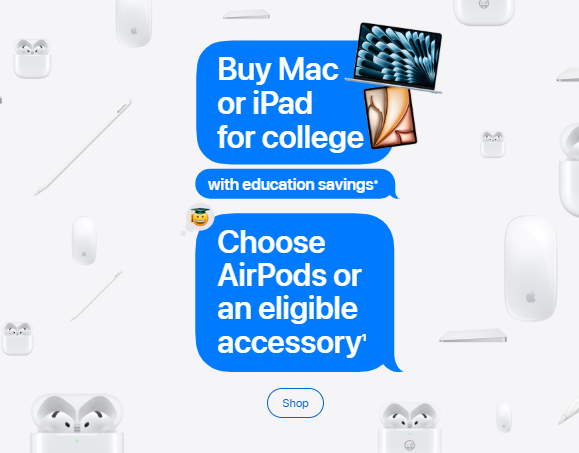 Buy Mac
or iPad
for college
with education savings*
Choose
AirPods or
an eligible
accessory¹
Shop